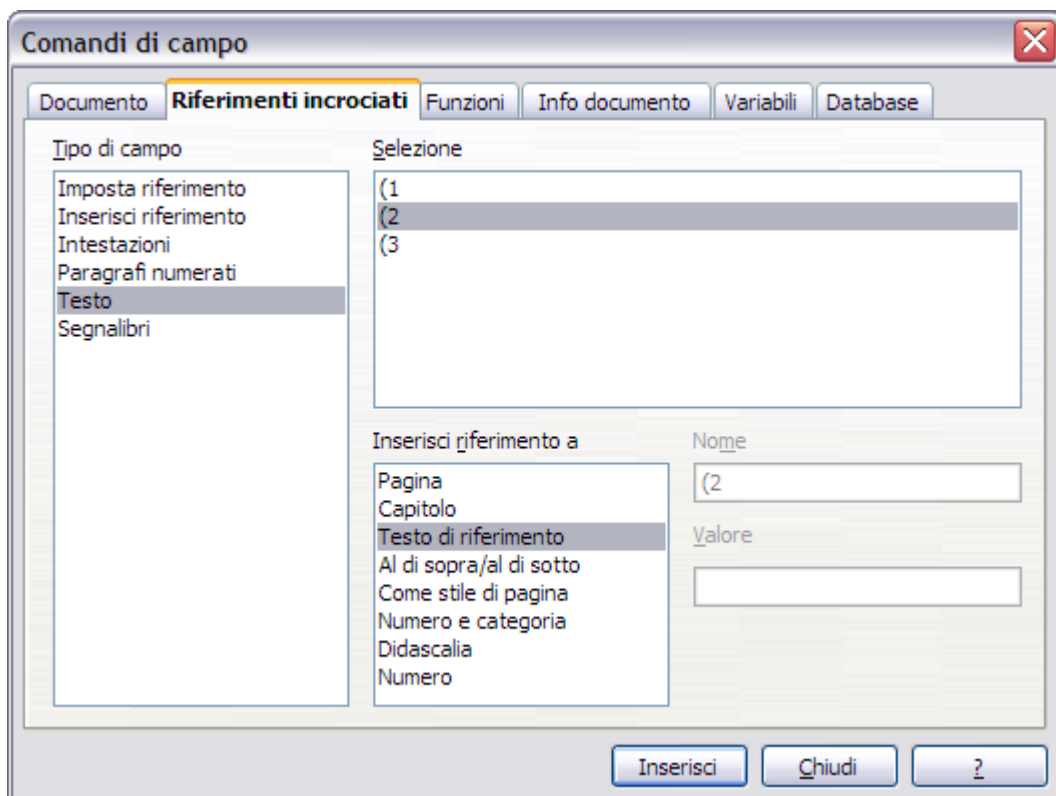 Comandi di campo
Documento Riferimenti incrociati Funzioni Info documento Variabili Database
Tipo di campo
Imposta riferimento
Inserisci riferimento
Intestazioni
Paragrafi numerati
Testo
Segnalibri
Selezione
(1
(2
(3
Inserisci riferimento a
Pagina
Capitolo
Testo di riferimento
Al di sopra/al di sotto
Come stile di pagina
Numero e categoria
Didascalia
Numero
Nome
(2
Valore
Inserisci Chiudi ?